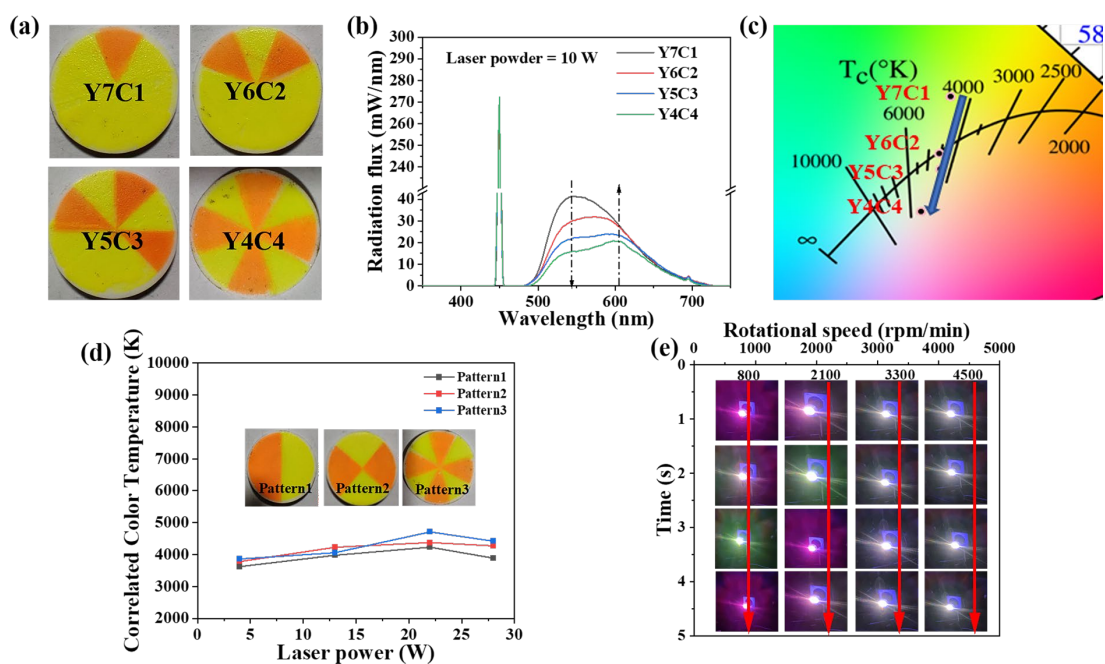 (a)
Y7C1
Y6C2
Y5C3
Y4C4
(b)
Radiation flux (mW/nm)
300
290
280
270
260
250
240
40
30
20
10
0
Laser powder = 10 W
Y7C1
Y6C2
Y5C3
Y4C4
400
500
600
700
Wavelength (nm)
(c)
58
Tc(°K)
Y7C1
Y6C2
Y5C3
Y4C4
10000
6000
4000
3000
2500
2000
∞
(d)
Correlated Color Temperature (K)
10000
9000
8000
7000
6000
5000
4000
3000
2000
Pattern1
Pattern2
Pattern3
Pattern1
Pattern2
Pattern3
0
5
10
15
20
25
30
Laser power (W)
(e)
Rotational speed (rpm/min)
0
1000
2000
3000
4000
5000
800
2100
3300
4500
Time (s)
0
1
2
3
4
5